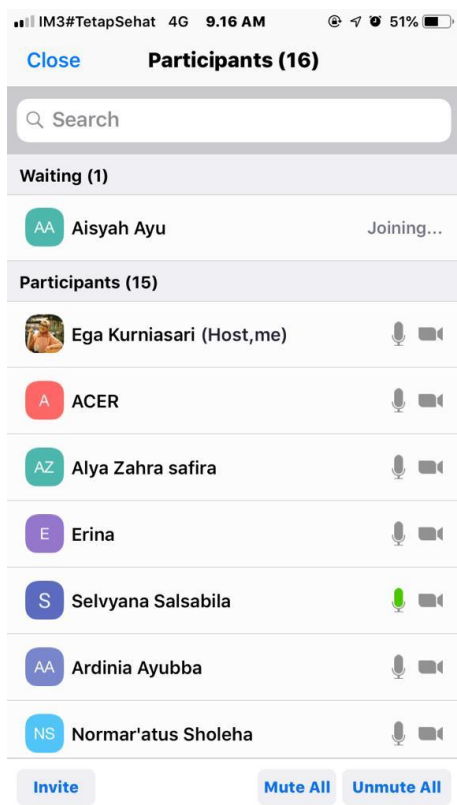 IM3#TetapSehat 4G 9.16 AM 51%
Close Participants (16)
Search
Waiting (1)
AA Aisyah Ayu Joining...
Participants (15)
Ega Kurniasari (Host,me)
A ACER
AZ Alya Zahra safira
E Erina
S Selvyana Salsabila
AA Ardinia Ayubba
NS Normar'atus Sholeha
Invite Mute All Unmute All